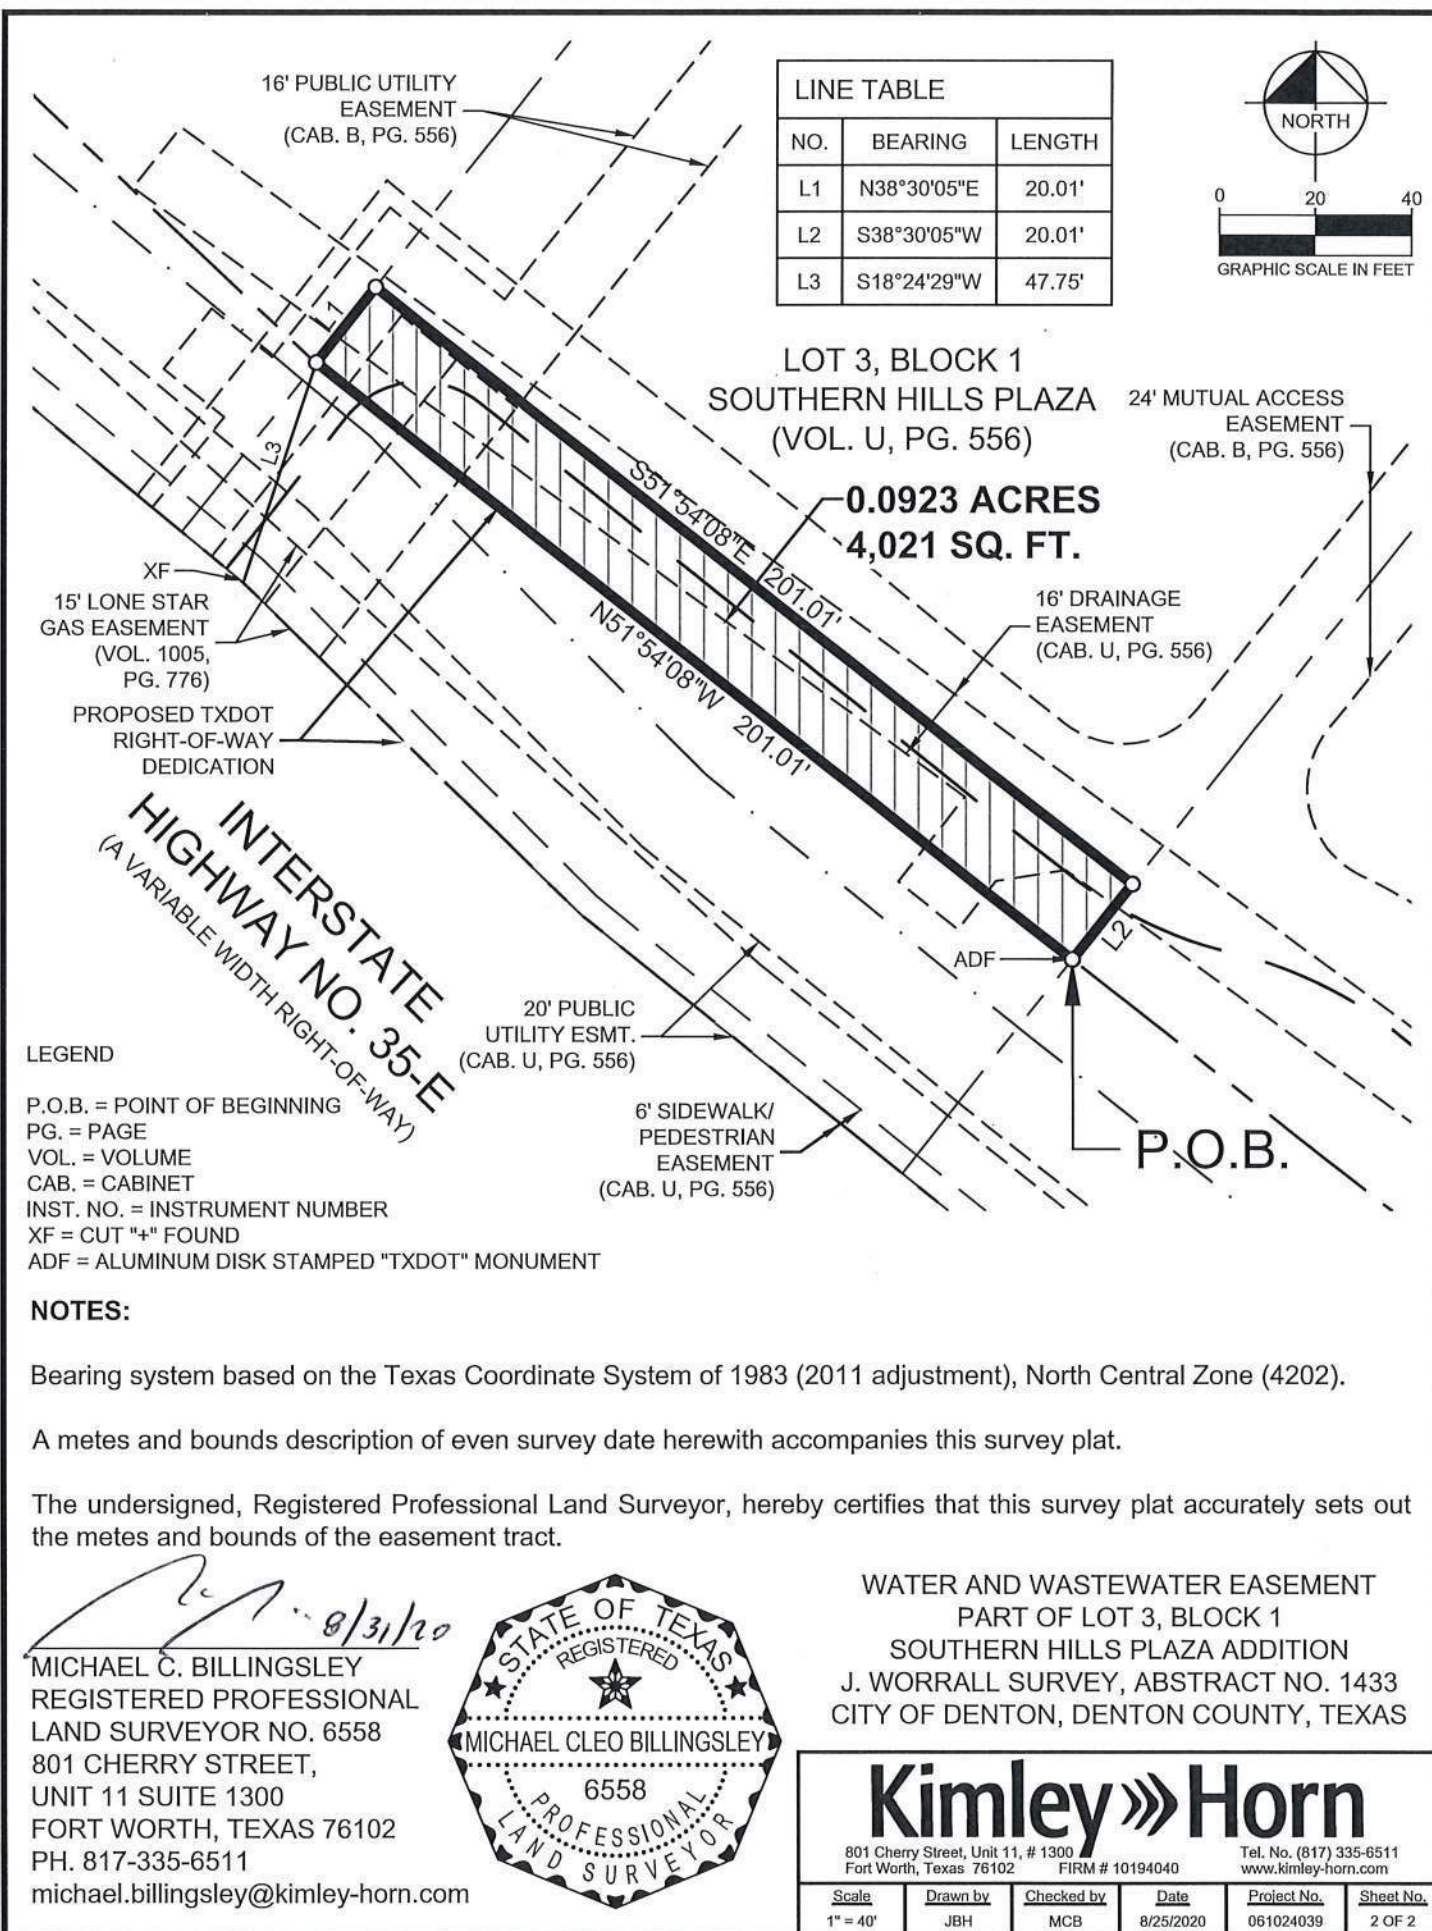 16' PUBLIC UTILITY
EASEMENT
(CAB. B, PG. 556)
LINE TABLE
NO. BEARING LENGTH
L1 N38°30'05"E 20.01'
L2 S38°30'05"W 20.01'
L3 S18°24'29"W 47.75'
NORTH
0 20 40
GRAPHIC SCALE IN FEET
LOT 3, BLOCK 1
SOUTHERN HILLS PLAZA
(VOL. U, PG. 556)
24' MUTUAL ACCESS
EASEMENT
(CAB. B, PG. 556)
L1
L3
S51°54'08"E 201.01'
0.0923 ACRES
4,021 SQ. FT.
N51°54'08"W 201.01'
16' DRAINAGE
EASEMENT
(CAB. U, PG. 556)
XF
15' LONE STAR
GAS EASEMENT
(VOL. 1005,
PG. 776)
PROPOSED TXDOT
RIGHT-OF-WAY
DEDICATION
INTERSTATE
HIGHWAY NO. 35-E
(A VARIABLE WIDTH RIGHT-OF-WAY)
L2
ADF
P.O.B.
20' PUBLIC
UTILITY ESMT.
(CAB. U, PG. 556)
6' SIDEWALK/
PEDESTRIAN
EASEMENT
(CAB. U, PG. 556)
LEGEND
P.O.B. = POINT OF BEGINNING
PG. = PAGE
VOL. = VOLUME
CAB. = CABINET
INST. NO. = INSTRUMENT NUMBER
XF = CUT "+" FOUND
ADF = ALUMINUM DISK STAMPED "TXDOT" MONUMENT
NOTES:
Bearing system based on the Texas Coordinate System of 1983 (2011 adjustment), North Central Zone (4202).
A metes and bounds description of even survey date herewith accompanies this survey plat.
The undersigned, Registered Professional Land Surveyor, hereby certifies that this survey plat accurately sets out
the metes and bounds of the easement tract.
8/31/20
MICHAEL C. BILLINGSLEY
REGISTERED PROFESSIONAL
LAND SURVEYOR NO. 6558
801 CHERRY STREET,
UNIT 11 SUITE 1300
FORT WORTH, TEXAS 76102
PH. 817-335-6511
michael.billingsley@kimley-horn.com
STATE OF TEXAS
REGISTERED
MICHAEL CLEO BILLINGSLEY
6558
PROFESSIONAL
LAND SURVEYOR
WATER AND WASTEWATER EASEMENT
PART OF LOT 3, BLOCK 1
SOUTHERN HILLS PLAZA ADDITION
J. WORRALL SURVEY, ABSTRACT NO. 1433
CITY OF DENTON, DENTON COUNTY, TEXAS
Kimley»Horn
801 Cherry Street, Unit 11, # 1300 Tel. No. (817) 335-6511
Fort Worth, Texas 76102 FIRM # 10194040 www.kimley-horn.com
Scale Drawn by Checked by Date Project No. Sheet No.
1" = 40' JBH MCB 8/25/2020 061024039 2 OF 2